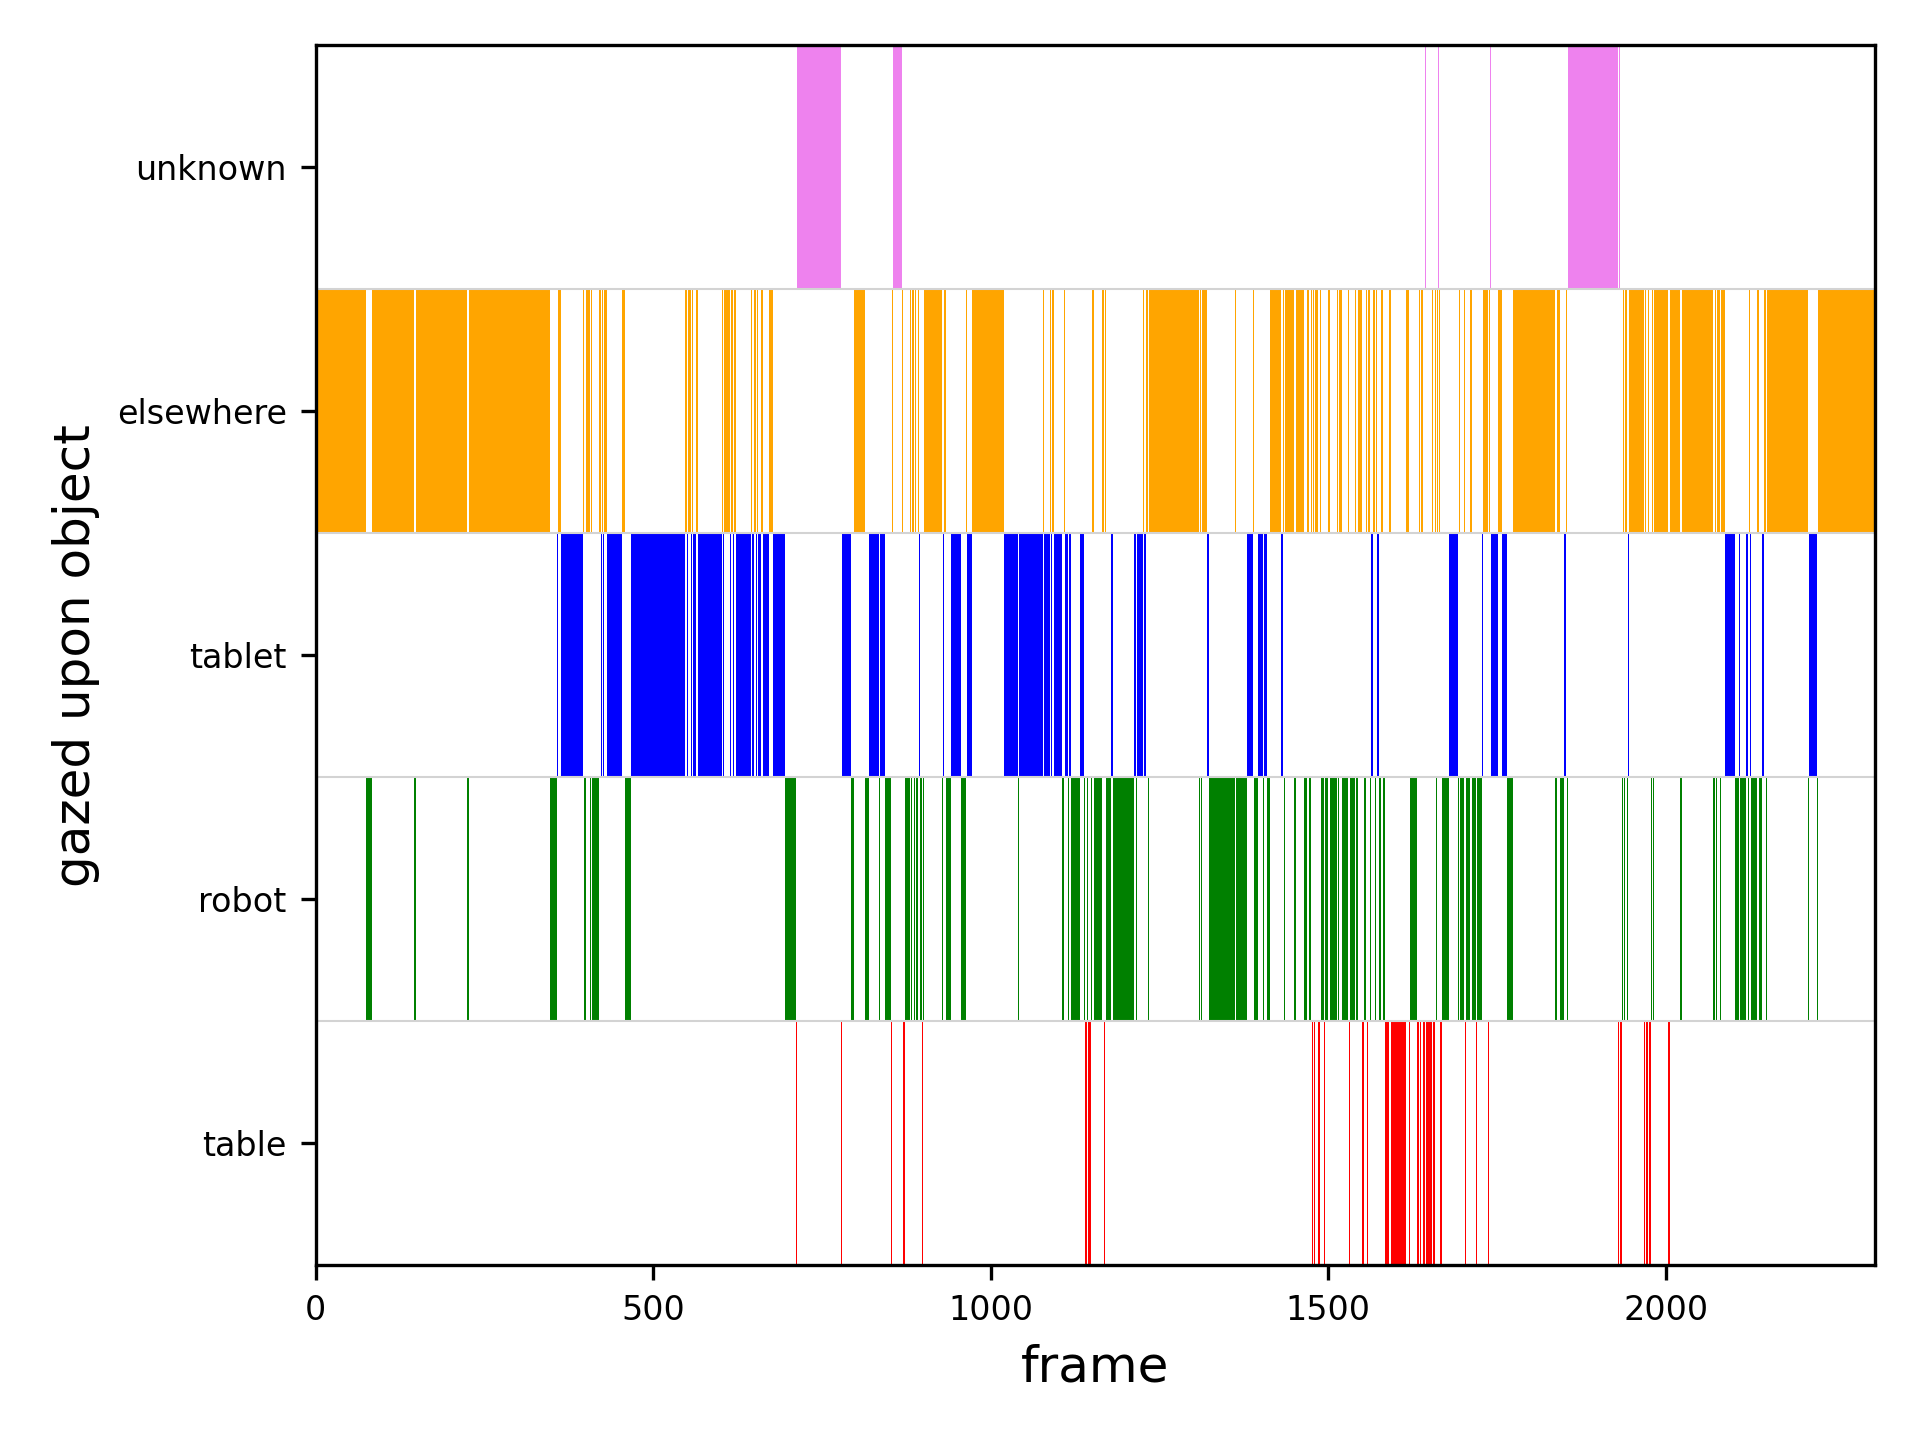 gazed upon object
unknown
elsewhere
tablet
robot
table
0 500 1000 1500 2000
frame